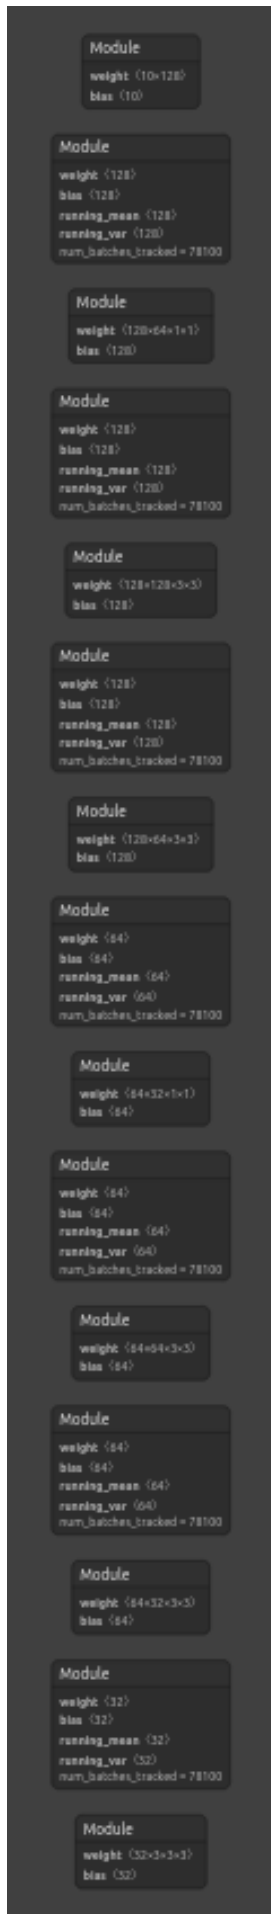 Module
weight ⟨10×128⟩
bias ⟨10⟩
Module
weight ⟨128⟩
bias ⟨128⟩
running_mean ⟨128⟩
running_var ⟨128⟩
num_batches_tracked = 78100
Module
weight ⟨128×64×1×1⟩
bias ⟨128⟩
Module
weight ⟨128⟩
bias ⟨128⟩
running_mean ⟨128⟩
running_var ⟨128⟩
num_batches_tracked = 78100
Module
weight ⟨128×128×3×3⟩
bias ⟨128⟩
Module
weight ⟨128⟩
bias ⟨128⟩
running_mean ⟨128⟩
running_var ⟨128⟩
num_batches_tracked = 78100
Module
weight ⟨128×64×3×3⟩
bias ⟨128⟩
Module
weight ⟨64⟩
bias ⟨64⟩
running_mean ⟨64⟩
running_var ⟨64⟩
num_batches_tracked = 78100
Module
weight ⟨64×32×1×1⟩
bias ⟨64⟩
Module
weight ⟨64⟩
bias ⟨64⟩
running_mean ⟨64⟩
running_var ⟨64⟩
num_batches_tracked = 78100
Module
weight ⟨64×64×3×3⟩
bias ⟨64⟩
Module
weight ⟨64⟩
bias ⟨64⟩
running_mean ⟨64⟩
running_var ⟨64⟩
num_batches_tracked = 78100
Module
weight ⟨64×32×3×3⟩
bias ⟨64⟩
Module
weight ⟨32⟩
bias ⟨32⟩
running_mean ⟨32⟩
running_var ⟨32⟩
num_batches_tracked = 78100
Module
weight ⟨32×3×3×3⟩
bias ⟨32⟩